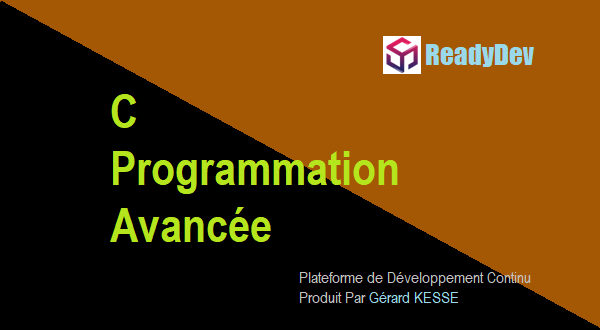 ReadyDev
C
Programmation
Avancée
Plateforme de Développement Continu
Produit Par Gérard KESSE